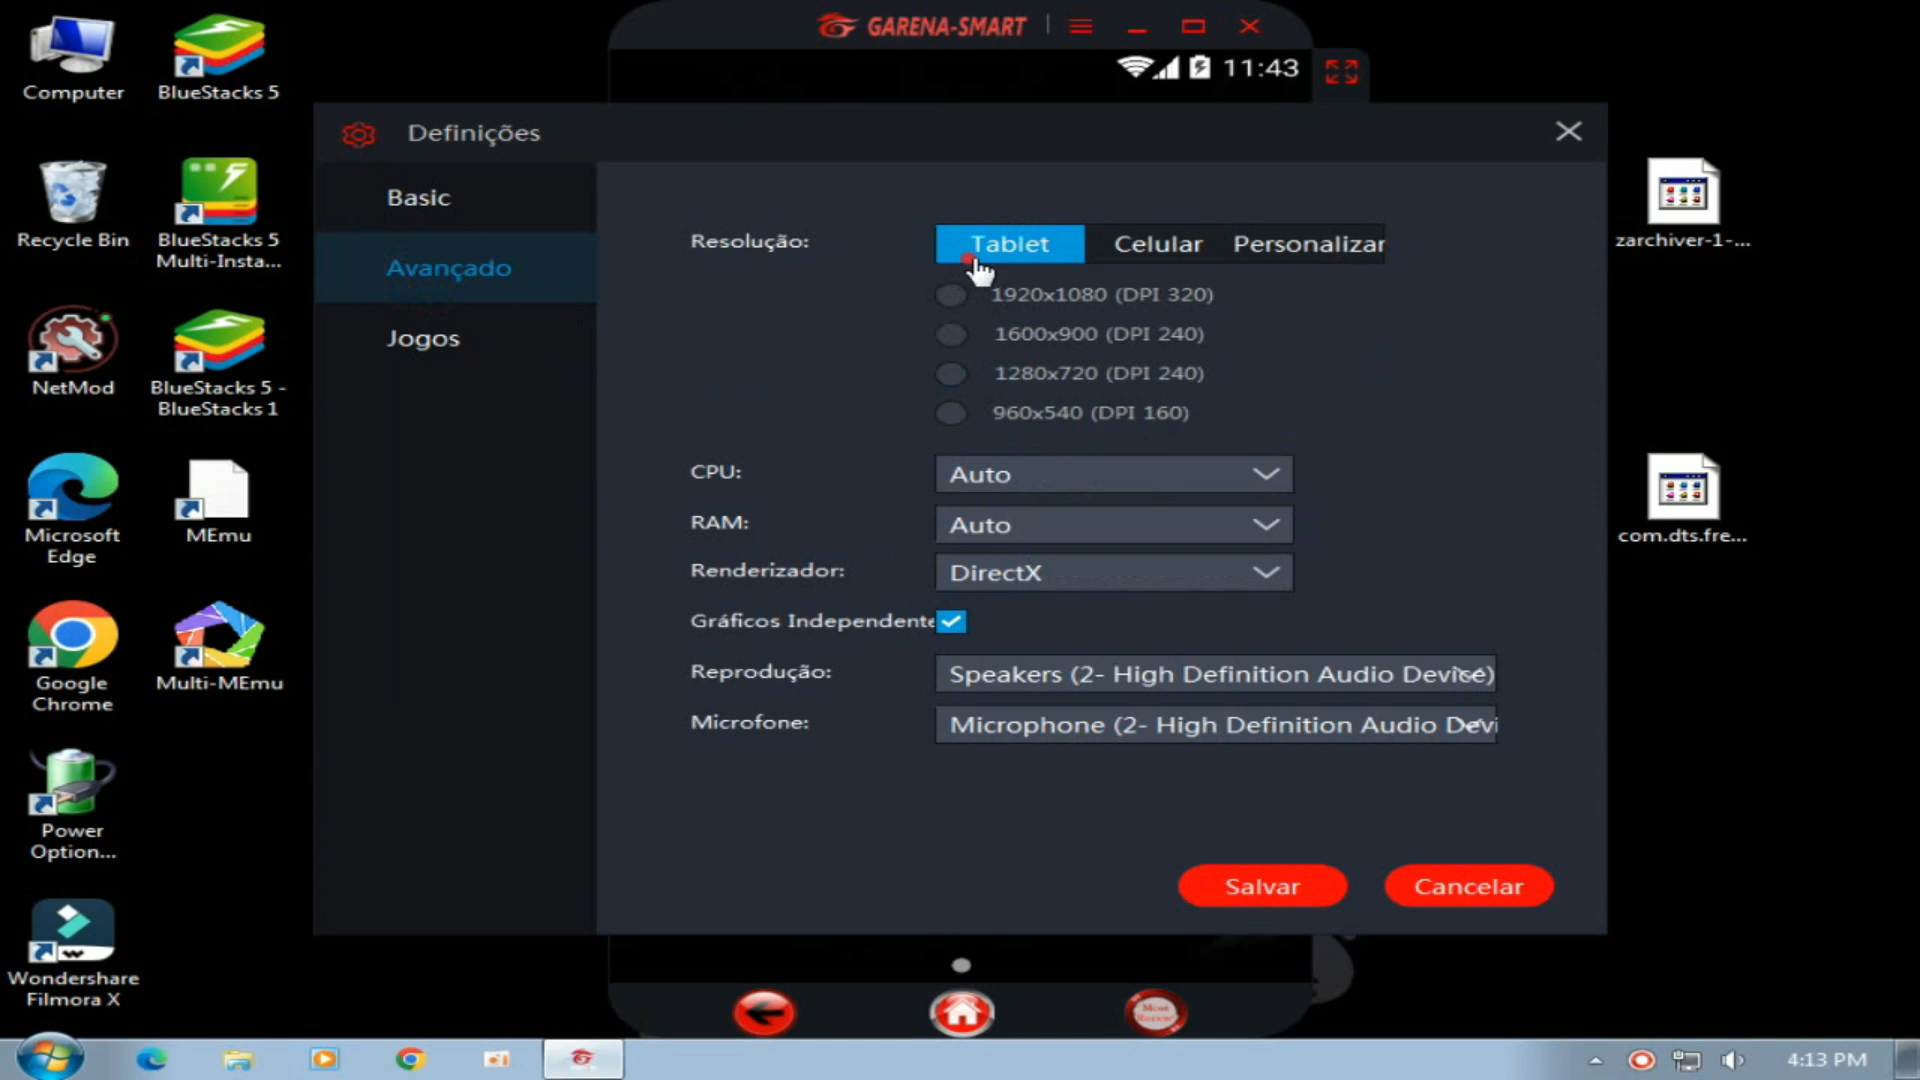 GARENA-SMART
11:43
Computer
BlueStacks 5
Recycle Bin
BlueStacks 5
Multi-Insta...
NetMod
BlueStacks 5 -
BlueStacks 1
Microsoft
Edge
MEmu
Google
Chrome
Multi-MEmu
Power
Option...
Wondershare
Filmora X
Definições
Basic
Avançado
Jogos
Resolução:
Tablet
Celular
Personalizar
1920x1080 (DPI 320)
1600x900 (DPI 240)
1280x720 (DPI 240)
960x540 (DPI 160)
CPU:
Auto
RAM:
Auto
Renderizador:
DirectX
Gráficos Independente
Reprodução:
Speakers (2- High Definition Audio Device)
Microfone:
Microphone (2- High Definition Audio Devi
Salvar
Cancelar
zarchiver-1-...
com.dts.fre...
4:13 PM